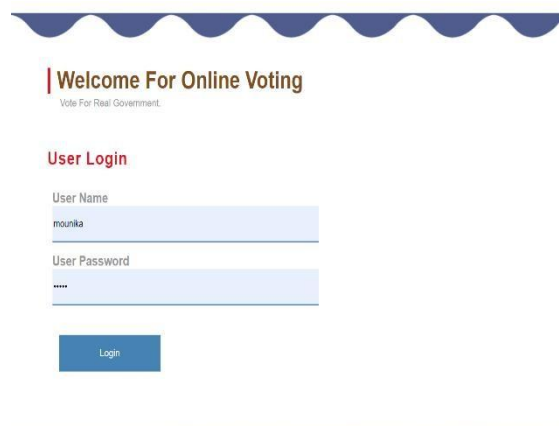 Welcome For Online Voting
Vote For Real Government.
User Login
User Name
mounika
User Password
•••••
Login